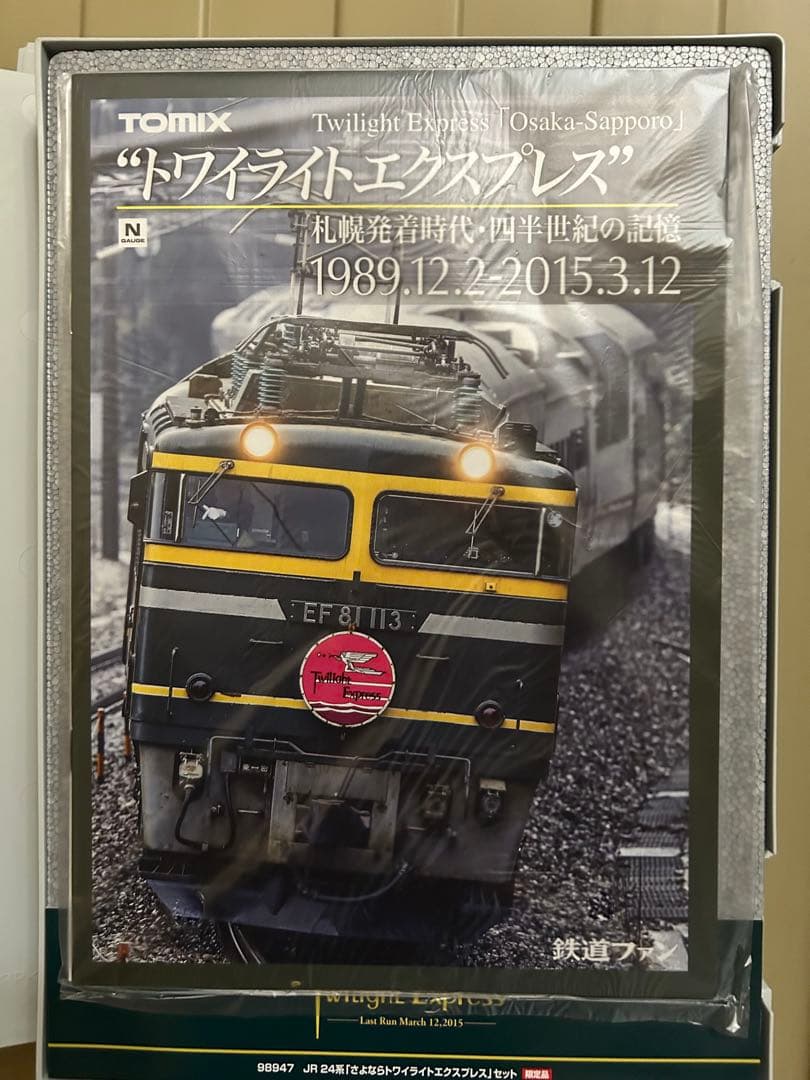 TOMIX
Twilight Express「Osaka-Sapporo」
“トワイライトエクスプレス”
N
GAUGE
札幌発着時代・四半世紀の記憶
1989.12.2-2015.3.12
EF 81 113
Twilight
Express
鉄道ファン
Twilight Express
Last Run March 12,2015
98947 JR 24系「さよならトワイライトエクスプレス」セット 限定品